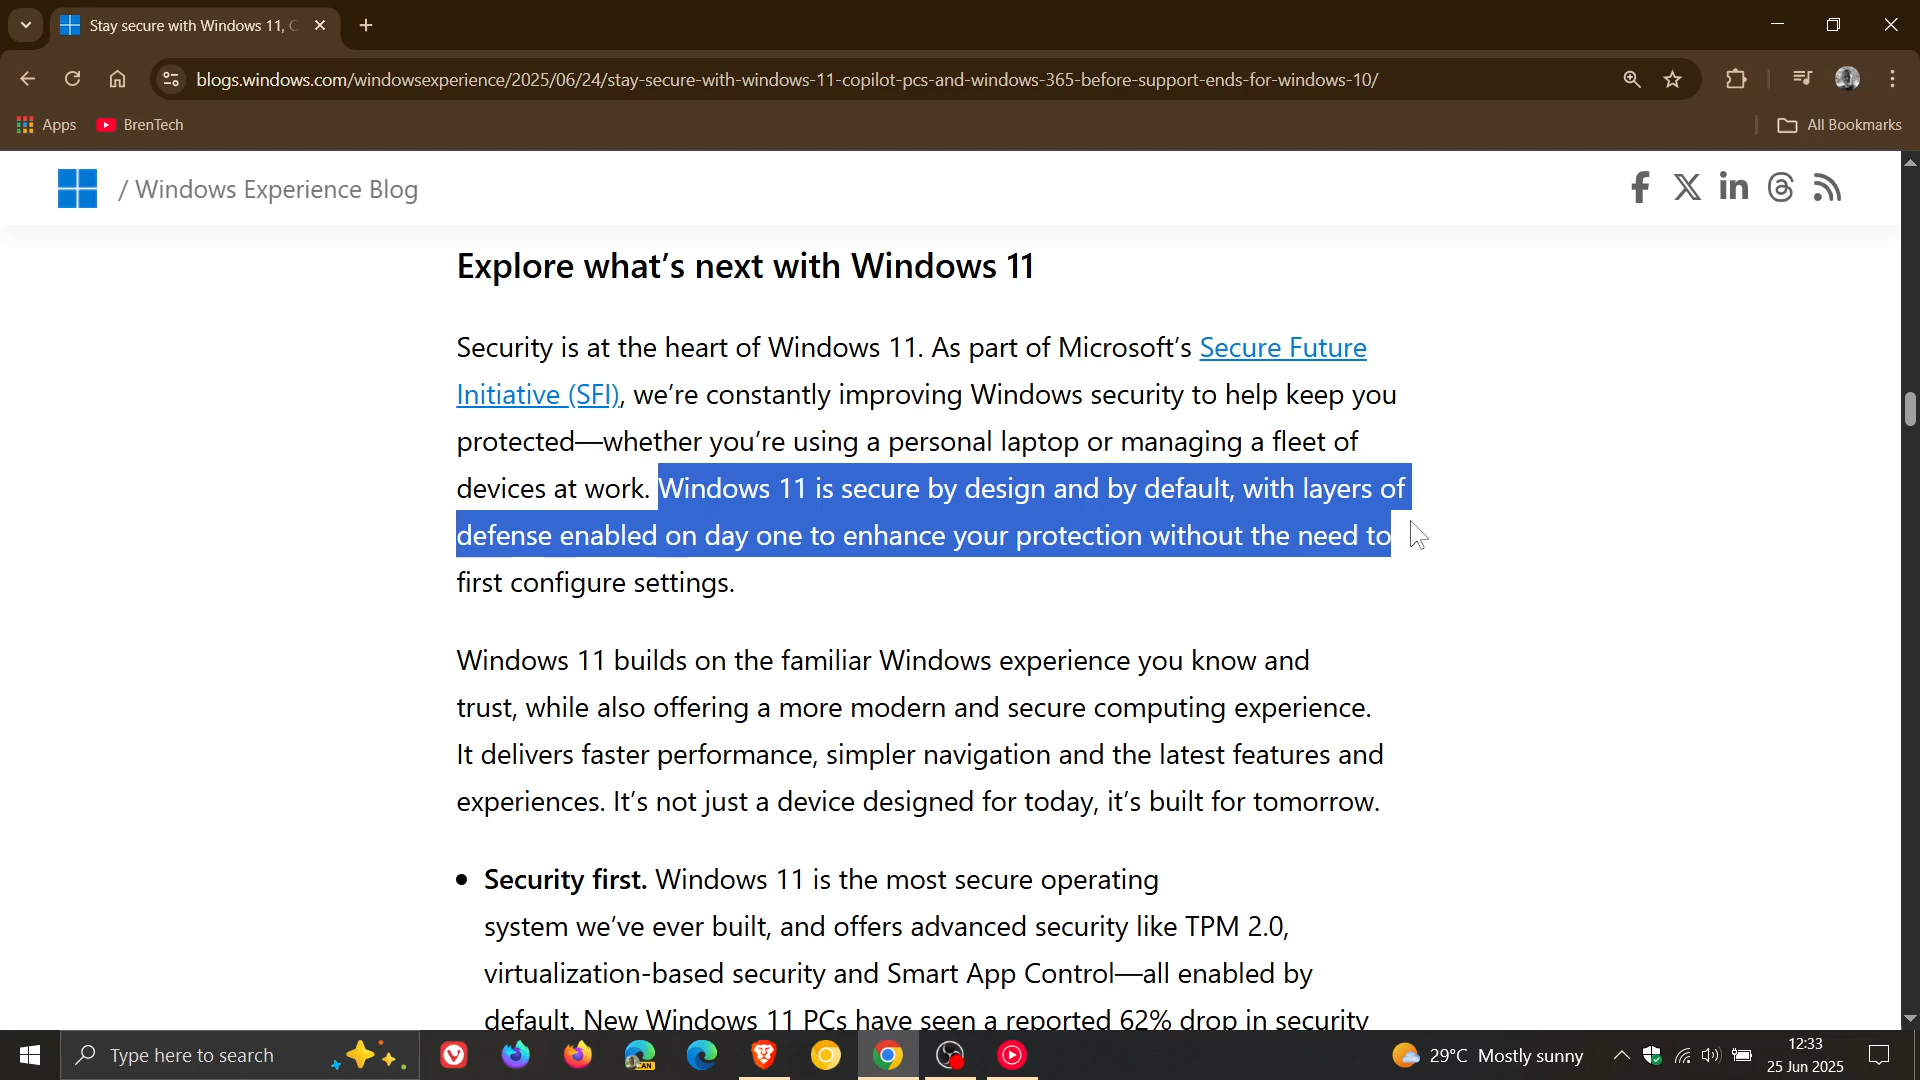 Stay secure with Windows 11, C
blogs.windows.com/windowsexperience/2025/06/24/stay-secure-with-windows-11-copilot-pcs-and-windows-365-before-support-ends-for-windows-10/
Apps
BrenTech
All Bookmarks
/ Windows Experience Blog
Explore what’s next with Windows 11
Security is at the heart of Windows 11. As part of Microsoft’s Secure Future
Initiative (SFI), we’re constantly improving Windows security to help keep you
protected—whether you’re using a personal laptop or managing a fleet of
devices at work. Windows 11 is secure by design and by default, with layers of
defense enabled on day one to enhance your protection without the need to
first configure settings.
Windows 11 builds on the familiar Windows experience you know and
trust, while also offering a more modern and secure computing experience.
It delivers faster performance, simpler navigation and the latest features and
experiences. It’s not just a device designed for today, it’s built for tomorrow.
• Security first. Windows 11 is the most secure operating
system we’ve ever built, and offers advanced security like TPM 2.0,
virtualization-based security and Smart App Control—all enabled by
default. New Windows 11 PCs have seen a reported 62% drop in security
Type here to search
CAN
29°C Mostly sunny
12:33
25 Jun 2025